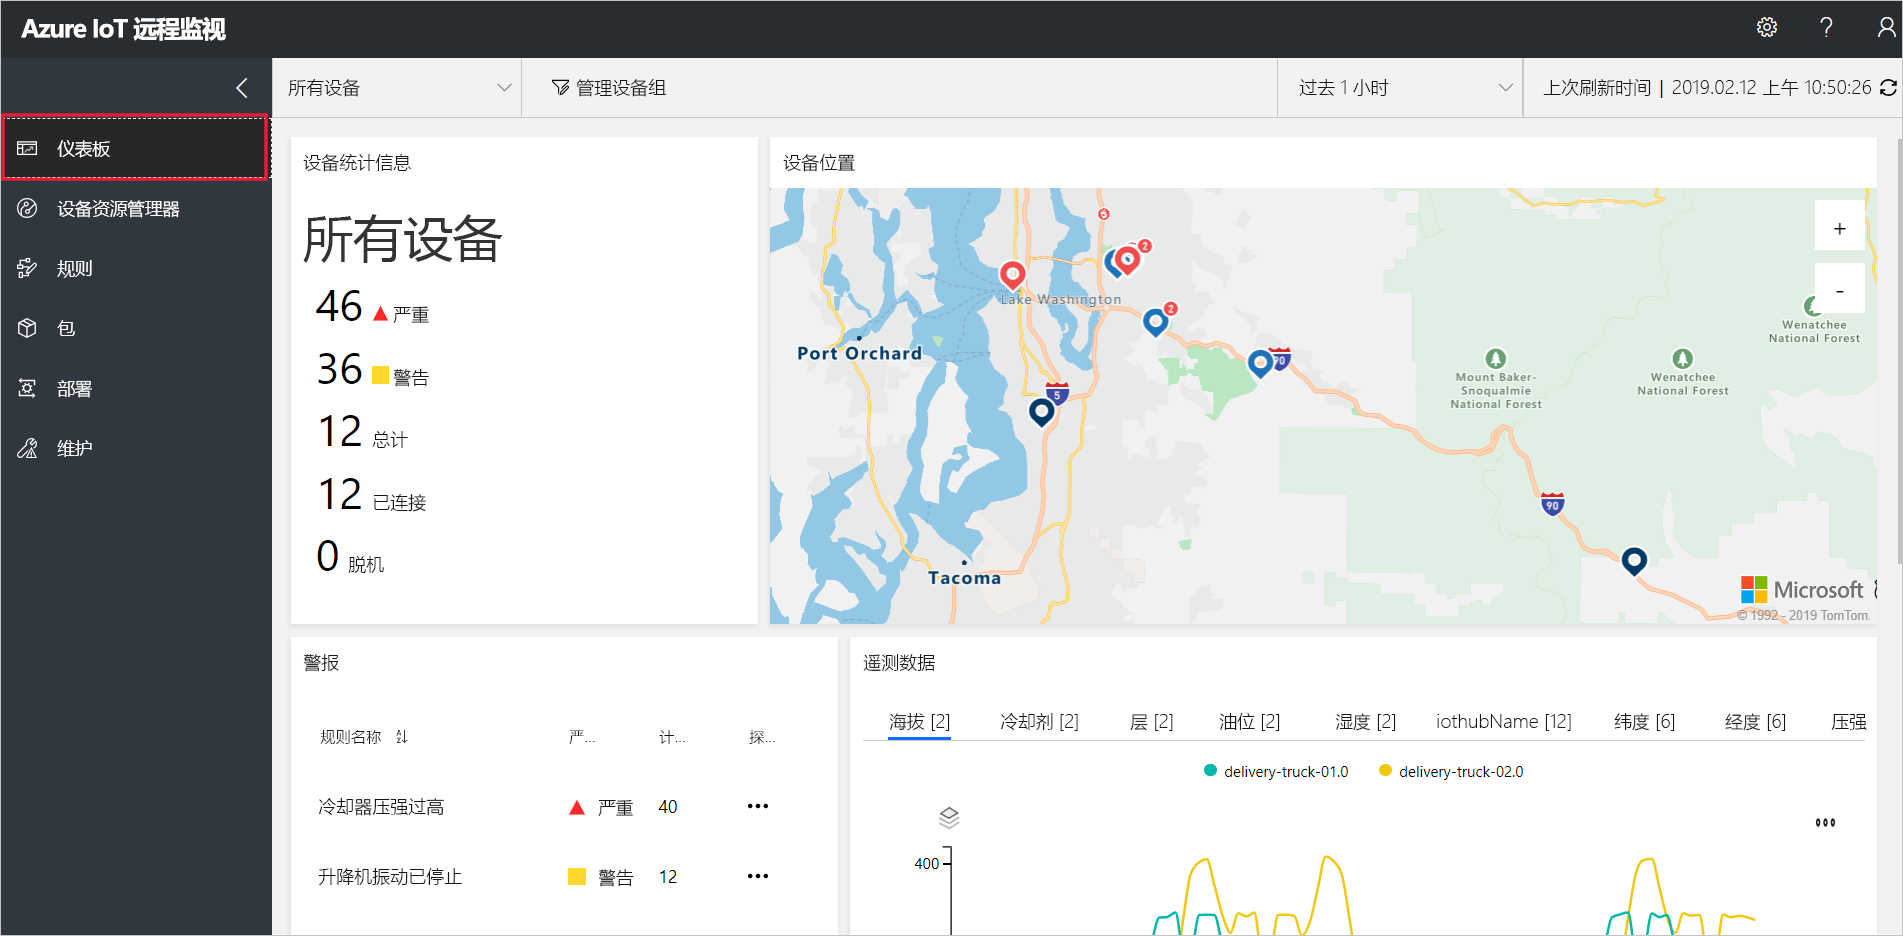 Azure IoT 远程监视
所有设备
管理设备组
过去 1 小时
上次刷新时间 | 2019.02.12 上午 10:50:26
仪表板
设备资源管理器
规则
包
部署
维护
设备统计信息
所有设备
46 严重
36 警告
12 总计
12 已连接
0 脱机
设备位置
+
-
2
2
Lake Washington
Port Orchard
90
5
Wenatchee
National Forest
Mount Baker-
Snoqualmie
National Forest
Wenatchee
National Forest
90
Tacoma
Microsoft
© 1992 - 2019 TomTom.
警报
规则名称 严... 计... 探...
冷却器压强过高 严重 40 •••
升降机振动已停止 警告 12 •••
遥测数据
海拔 [2] 冷却剂 [2] 层 [2] 油位 [2] 湿度 [2] iothubName [12] 纬度 [6] 经度 [6] 压强
delivery-truck-01.0 delivery-truck-02.0
400